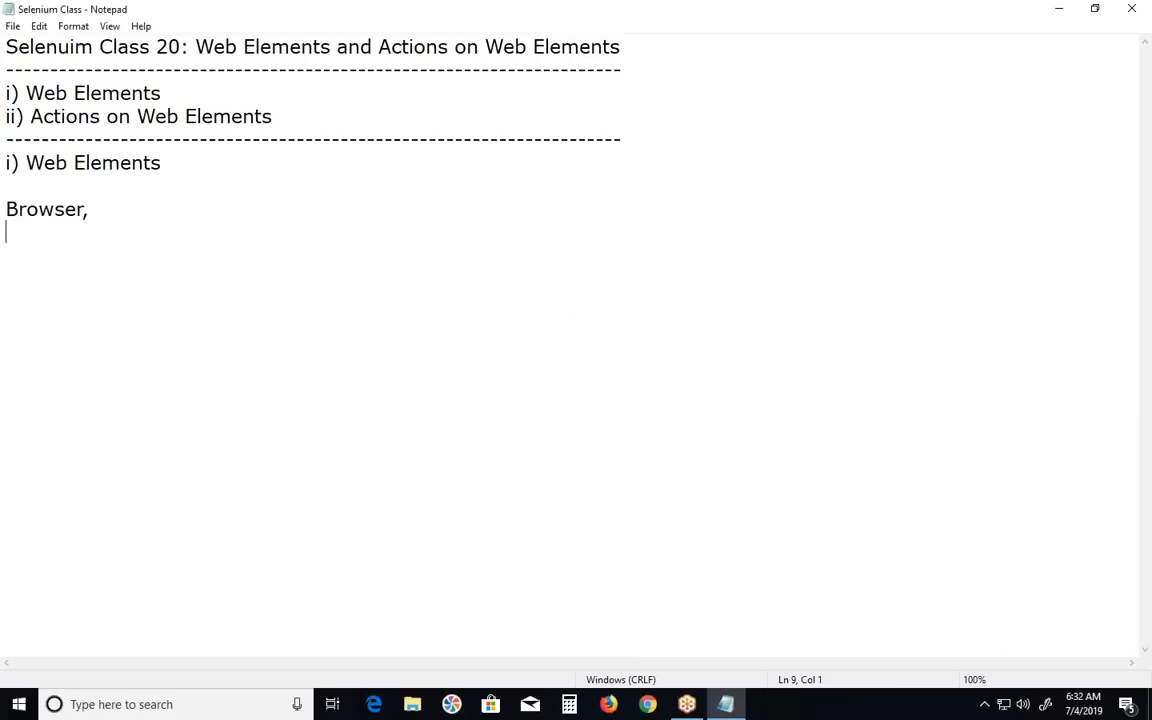 Selenium Class - Notepad
File Edit Format View Help
Selenuim Class 20: Web Elements and Actions on Web Elements
----------------------------------------------------------------------
i) Web Elements
ii) Actions on Web Elements
----------------------------------------------------------------------
i) Web Elements
Browser,
Windows (CRLF) Ln 9, Col 1 100%
Type here to search
6:32 AM
7/4/2019
5